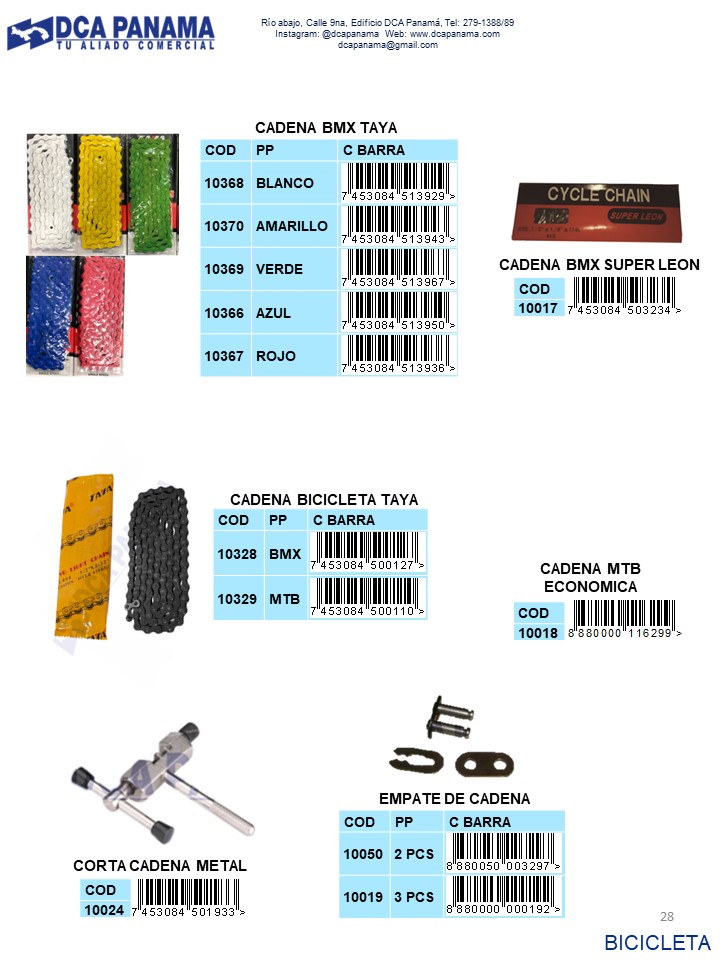 DCA PANAMA
TU ALIADO COMERCIAL
Río abajo, Calle 9na, Edificio DCA Panamá, Tel: 279-1388/89
Instagram: @dcapanama Web: www.dcapanama.com
dcapanama@gmail.com
CADENA BMX TAYA
COD PP C BARRA
10368 BLANCO 7 453084 513929 >
10370 AMARILLO 7 453084 513943 >
10369 VERDE 7 453084 513967 >
10366 AZUL 7 453084 513950 >
10367 ROJO 7 453084 513936 >
CYCLE CHAIN
SUPER LEON
CADENA BMX SUPER LEON
COD
10017 7 453084 503234 >
TAYA
CADENA BICICLETA TAYA
COD PP C BARRA
10328 BMX 7 453084 500127 >
10329 MTB 7 453084 500110 >
CADENA MTB
ECONOMICA
COD
10018 8 880000 116299 >
CORTA CADENA METAL
COD
10024 7 453084 501933 >
EMPATE DE CADENA
COD PP C BARRA
10050 2 PCS 8 880050 003297 >
10019 3 PCS 8 880000 000192 >
28
BICICLETA